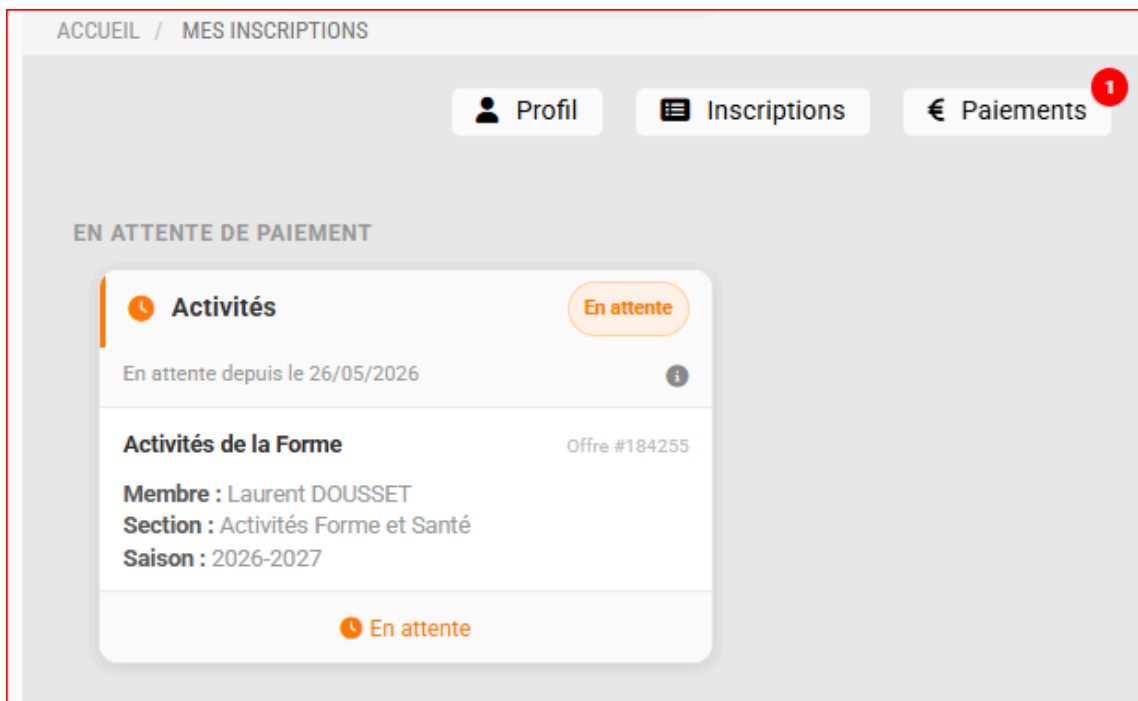 ACCUEIL / MES INSCRIPTIONS
Profil Inscriptions € Paiements 1
EN ATTENTE DE PAIEMENT
Activités En attente
En attente depuis le 26/05/2026
Activités de la Forme Offre #184255
Membre : Laurent DOUSSET
Section : Activités Forme et Santé
Saison : 2026-2027
En attente